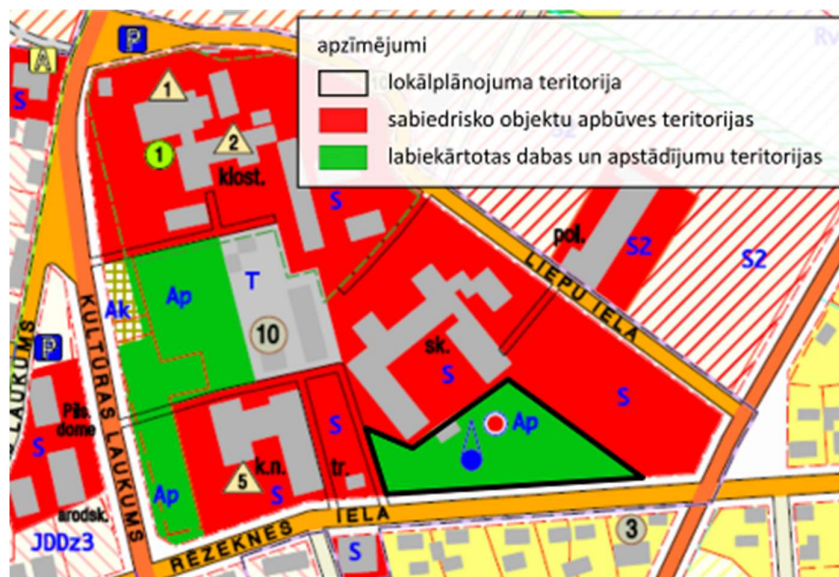 apzīmējumi
lokālplānojuma teritorija
sabiedrisko objektu apbūves teritorijas
labiekārtotas dabas un apstādījumu teritorijas
P
A
S
1
1
2
klost.
S
pol.
S2
S2
LIEPU IELA
Ak
Ap
T
10
P
LAUKUMS
KULTŪRAS LAUKUMS
sk.
S
S
Pils.
dome
S
S
Ap
5
k.n.
S
tr.
Ap
arodsk.
JDDz3
RĒZEKNES IELA
S
3